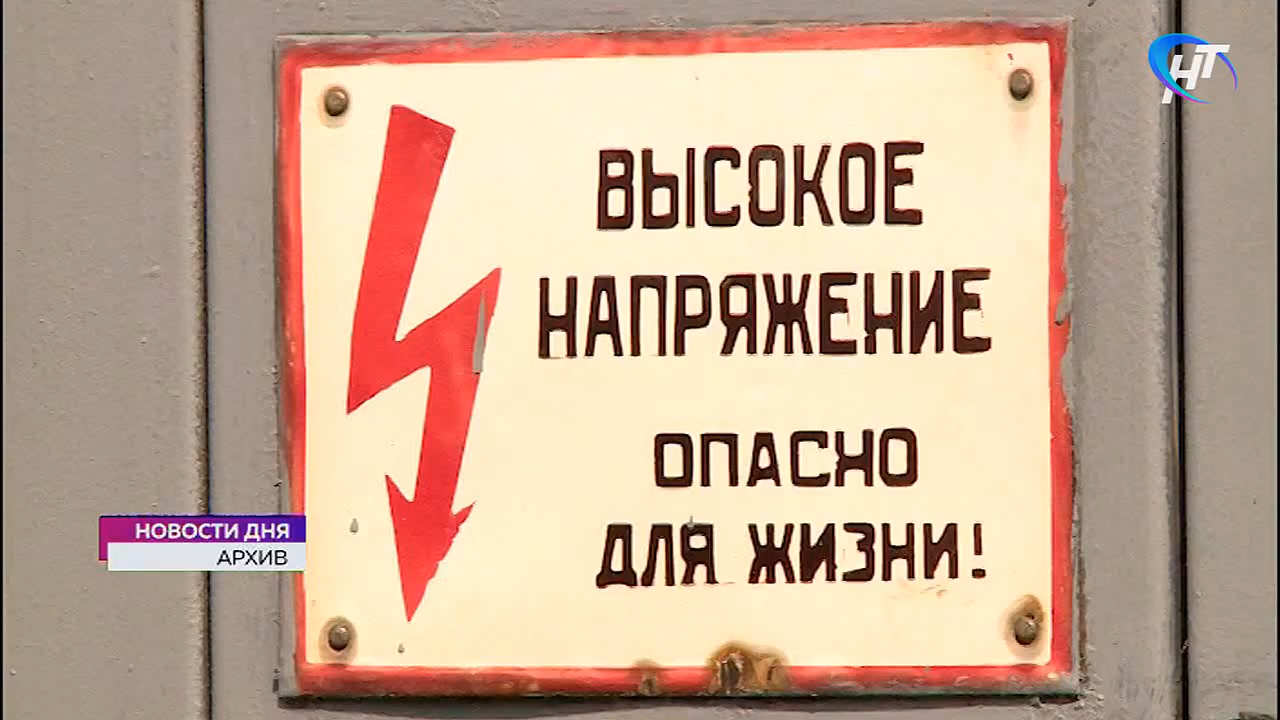 НТ
ВЫСОКОЕ
НАПРЯЖЕНИЕ
ОПАСНО
ДЛЯ ЖИЗНИ!
НОВОСТИ ДНЯ
АРХИВ